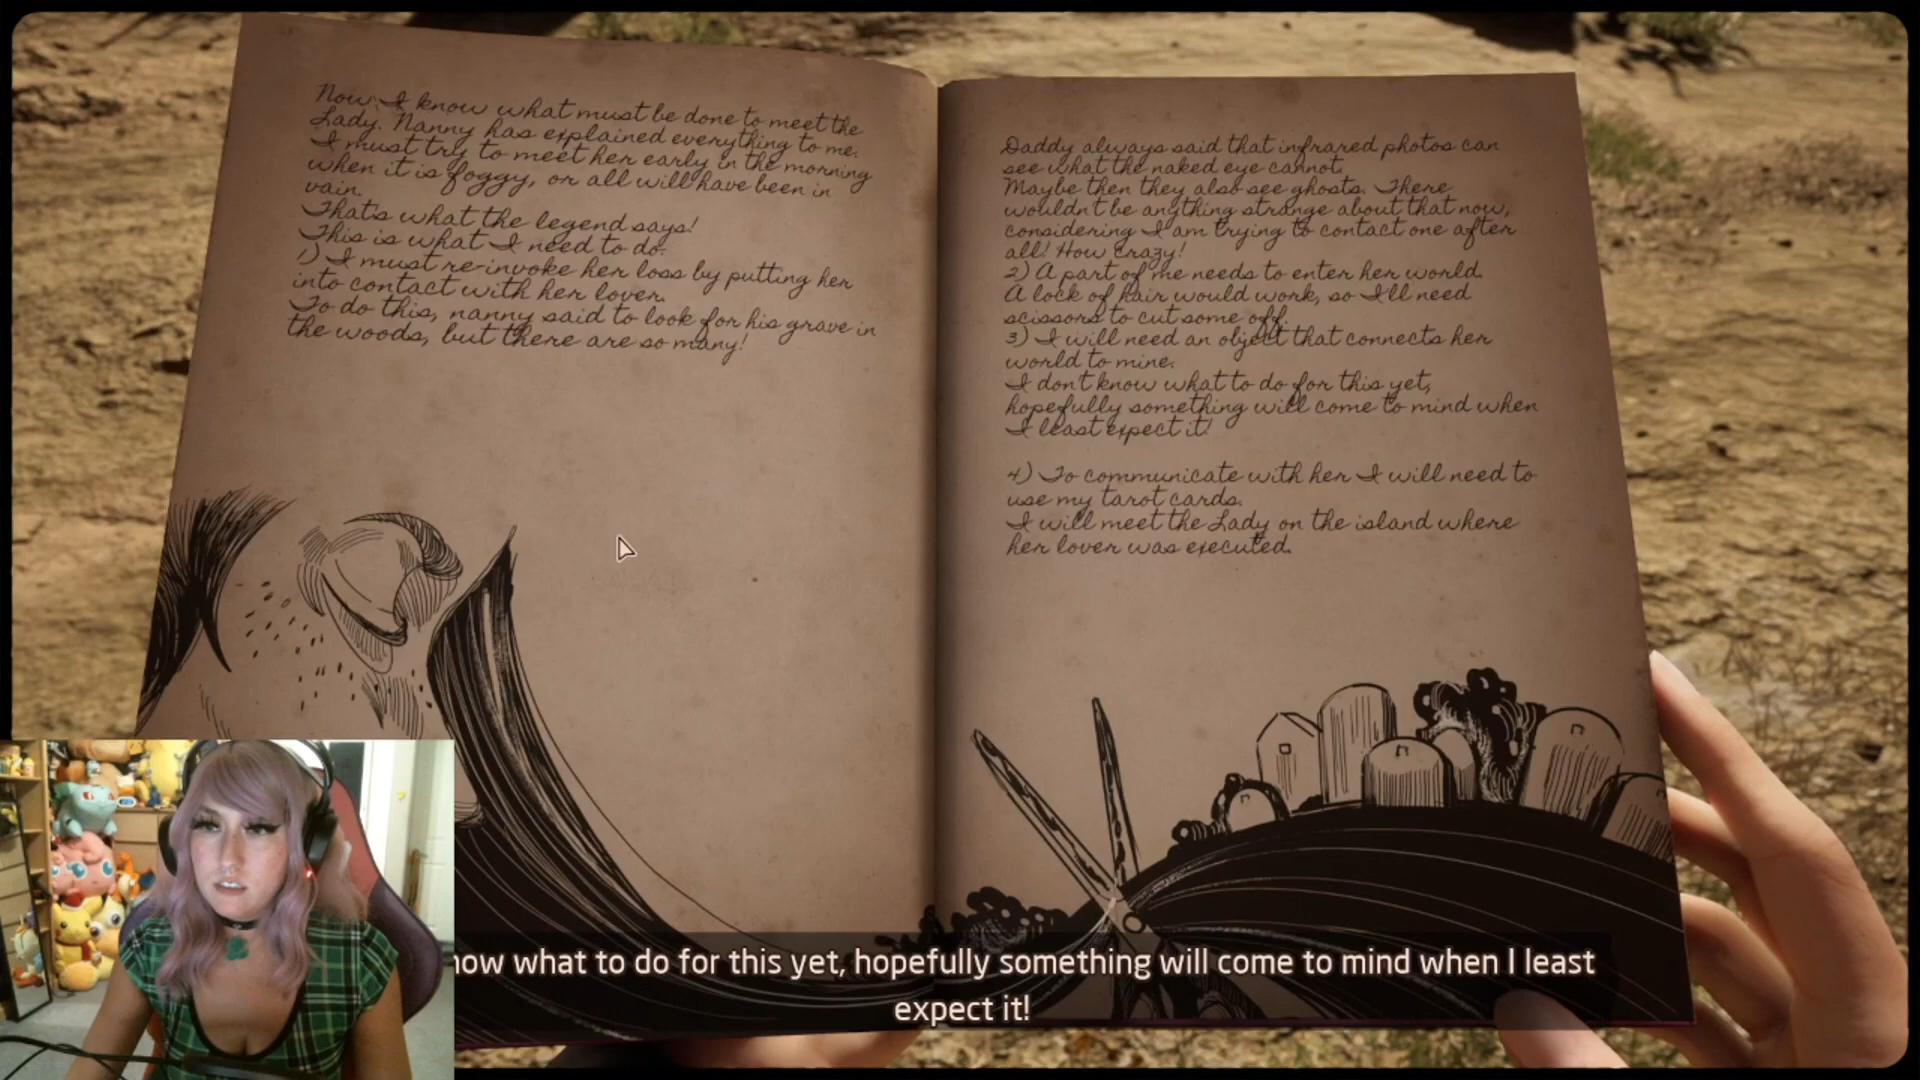 Now I know what must be done to meet the
Lady. Nanny has explained everything to me.
I must try to meet her early in the morning
when it is foggy, or all will have been in
vain.
That's what the legend says!
This is what I need to do:
1) I must re-invoke her loss by putting her
into contact with her lover.
To do this, nanny said to look for his grave in
the woods, but there are so many!
Daddy always said that infrared photos can
see what the naked eye cannot.
Maybe then they also see ghosts. There
wouldn't be anything strange about that now,
considering I am trying to contact one after
all! How crazy!
2) A part of me needs to enter her world.
A lock of hair would work, so I'll need
scissors to cut some off.
3) I will need an object that connects her
world to mine.
I don't know what to do for this yet,
hopefully something will come to mind when
I least expect it!
4) To communicate with her I will need to
use my tarot cards.
I will meet the Lady on the island where
her lover was executed.
now what to do for this yet, hopefully something will come to mind when I least
expect it!